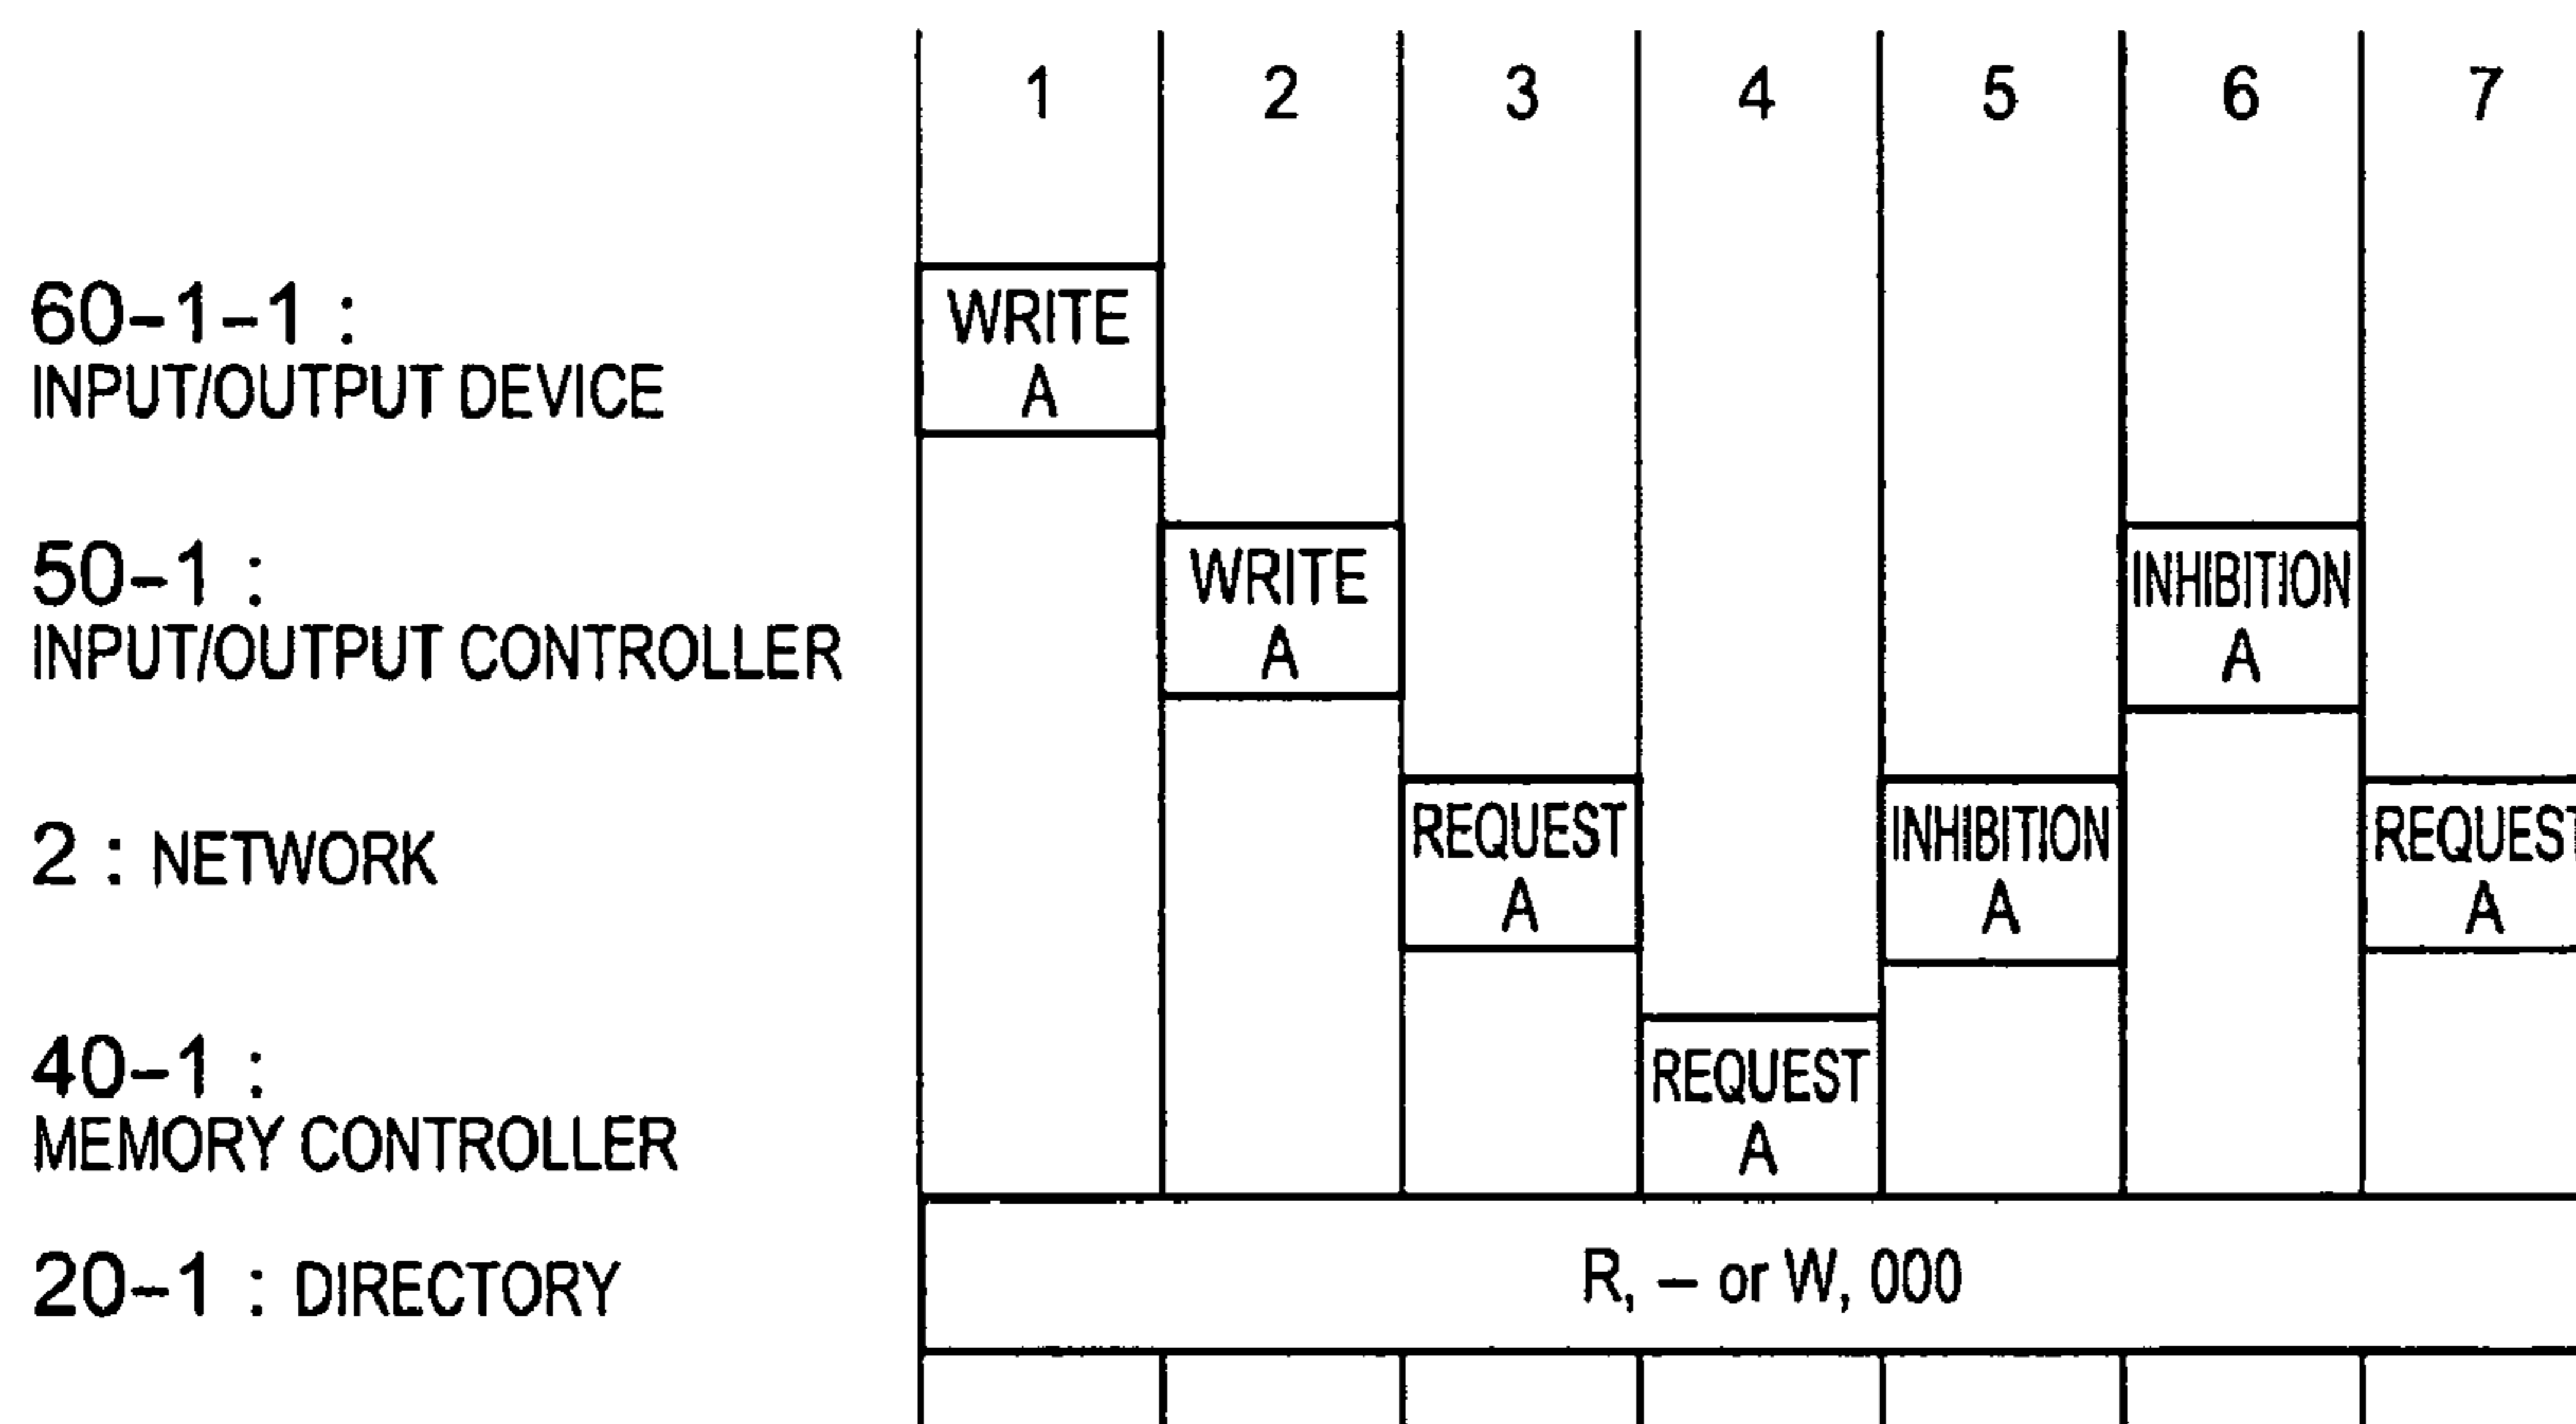 1 2 3 4 5 6 7
60-1-1 :
INPUT/OUTPUT DEVICE
WRITE
A
50-1 :
INPUT/OUTPUT CONTROLLER
WRITE
A
INHIBITION
A
2 : NETWORK
REQUEST
A
INHIBITION
A
REQUEST
A
40-1 :
MEMORY CONTROLLER
REQUEST
A
20-1 : DIRECTORY
R, – or W, 000